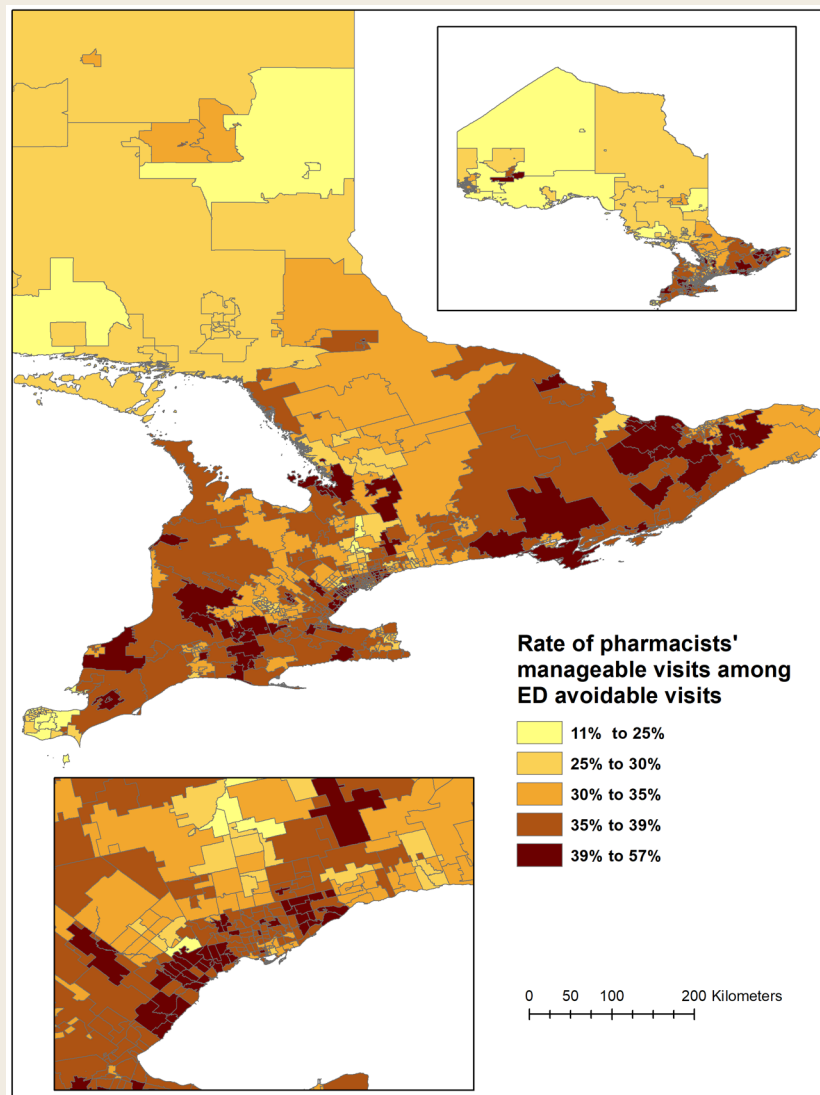 Rate of pharmacists'
manageable visits among
ED avoidable visits
11% to 25%
25% to 30%
30% to 35%
35% to 39%
39% to 57%
0 50 100 200 Kilometers